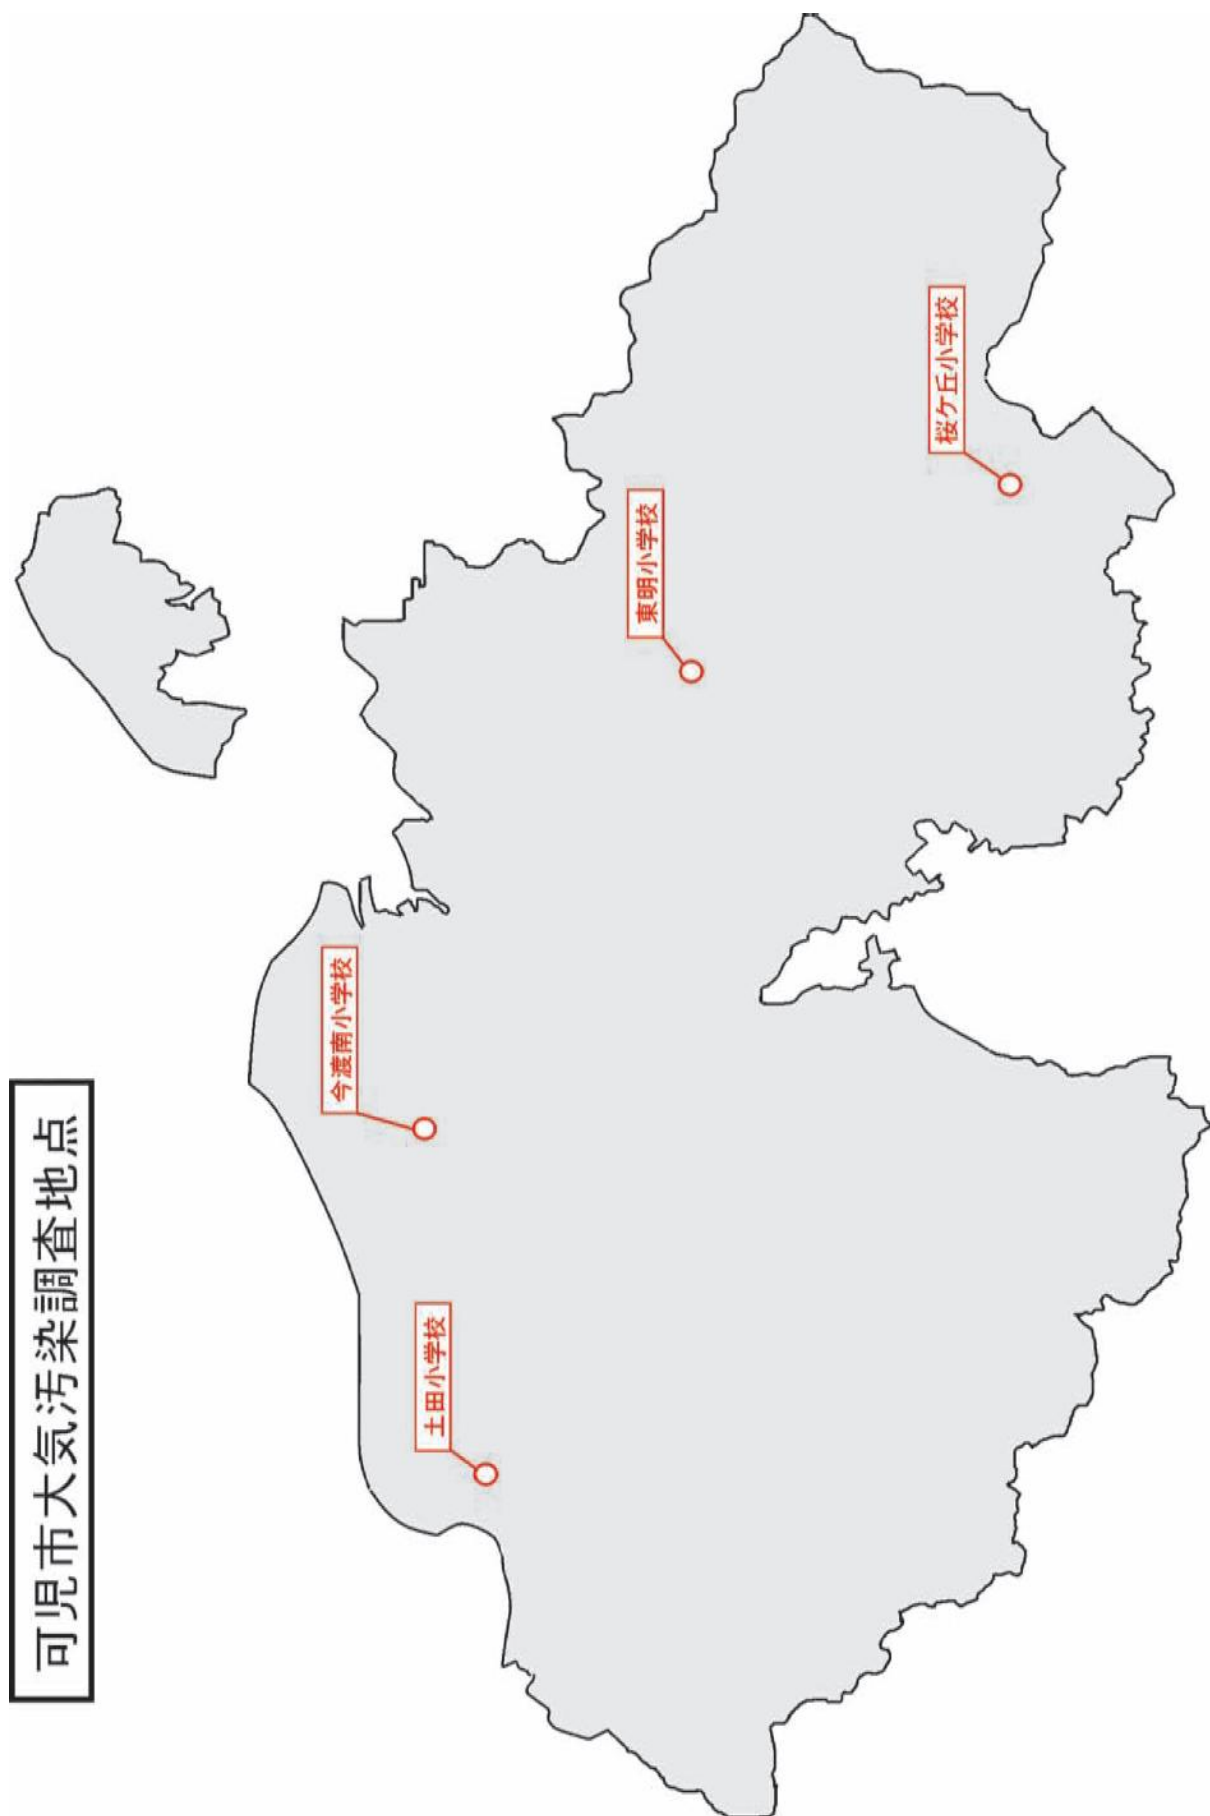 可児市大気汚染調査地点
今渡南小学校
土田小学校
東明小学校
桜ケ丘小学校